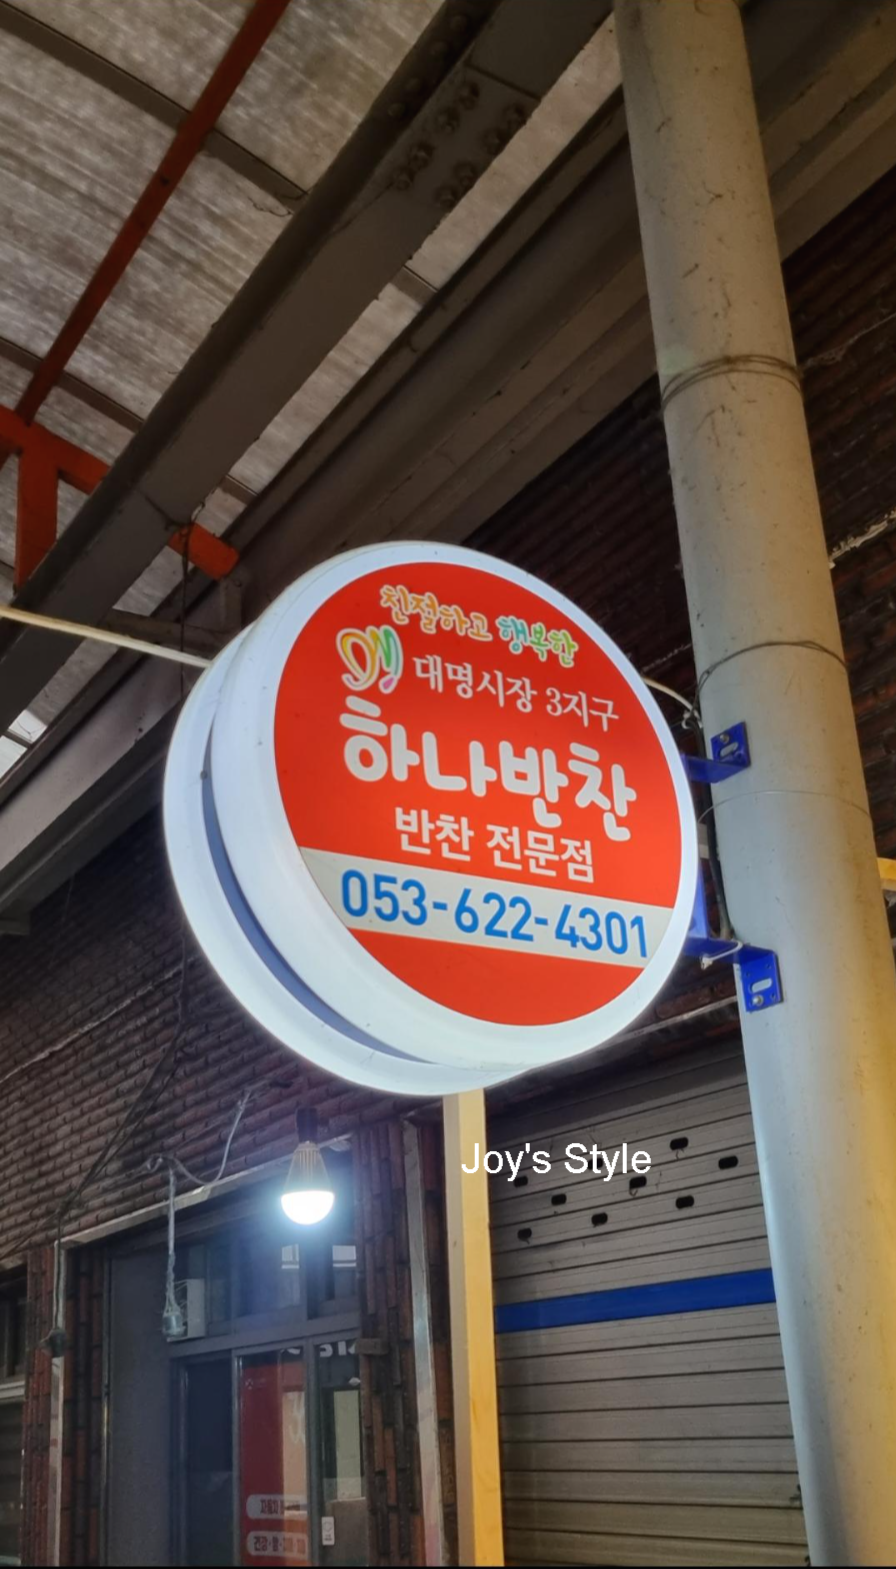 친절하고 행복한
대명시장 3지구
하나반찬
반찬 전문점
053-622-4301
Joy's Style